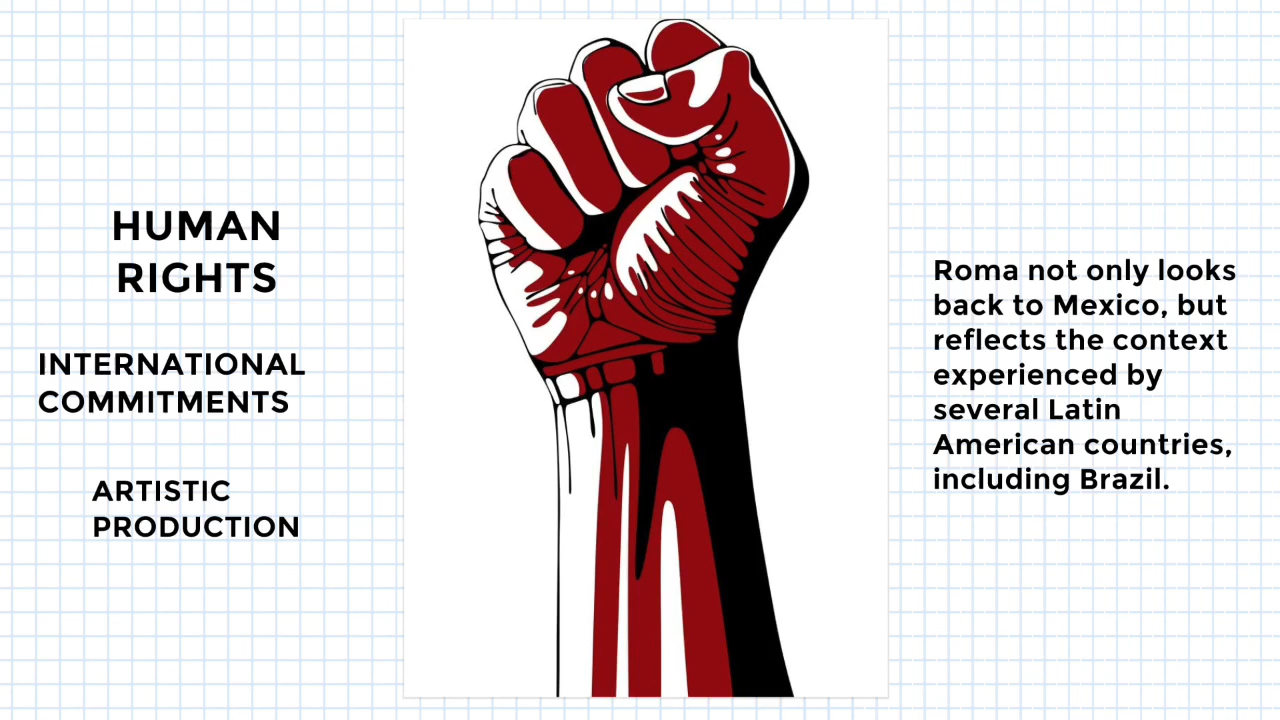 HUMAN
RIGHTS
INTERNATIONAL
COMMITMENTS
ARTISTIC
PRODUCTION
Roma not only looks
back to Mexico, but
reflects the context
experienced by
several Latin
American countries,
including Brazil.